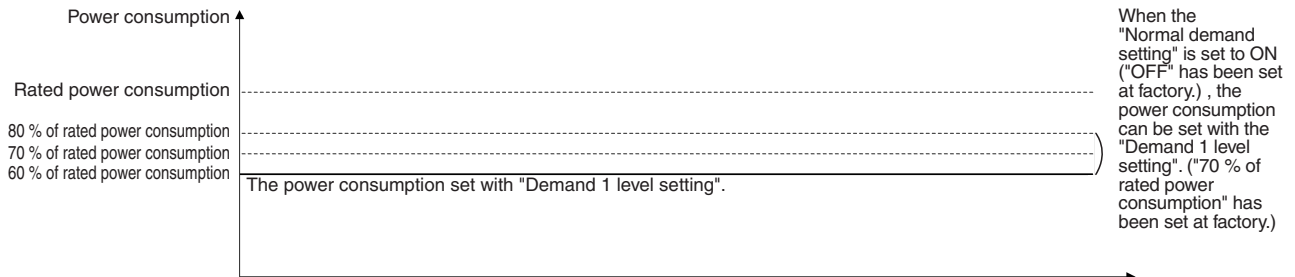 Power consumption
Rated power consumption
80 % of rated power consumption
70 % of rated power consumption
60 % of rated power consumption
The power consumption set with "Demand 1 level setting".
When the
"Normal demand
setting" is set to ON
("OFF" has been set
at factory.) , the
power consumption
can be set with the
"Demand 1 level
setting". ("70 % of
rated power
consumption" has
been set at factory.)